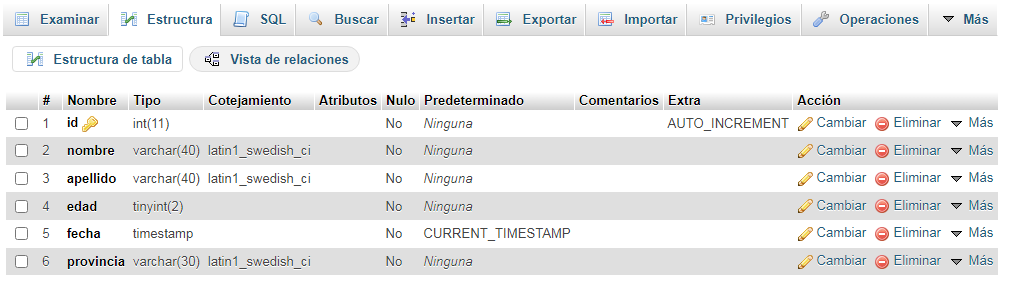 Examinar Estructura SQL Buscar Insertar Exportar Importar Privilegios Operaciones Más
Estructura de tabla Vista de relaciones
# Nombre Tipo Cotejamiento Atributos Nulo Predeterminado Comentarios Extra Acción
1 id int(11) No Ninguna AUTO_INCREMENT Cambiar Eliminar Más
2 nombre varchar(40) latin1_swedish_ci No Ninguna Cambiar Eliminar Más
3 apellido varchar(40) latin1_swedish_ci No Ninguna Cambiar Eliminar Más
4 edad tinyint(2) No Ninguna Cambiar Eliminar Más
5 fecha timestamp No CURRENT_TIMESTAMP Cambiar Eliminar Más
6 provincia varchar(30) latin1_swedish_ci No Ninguna Cambiar Eliminar Más